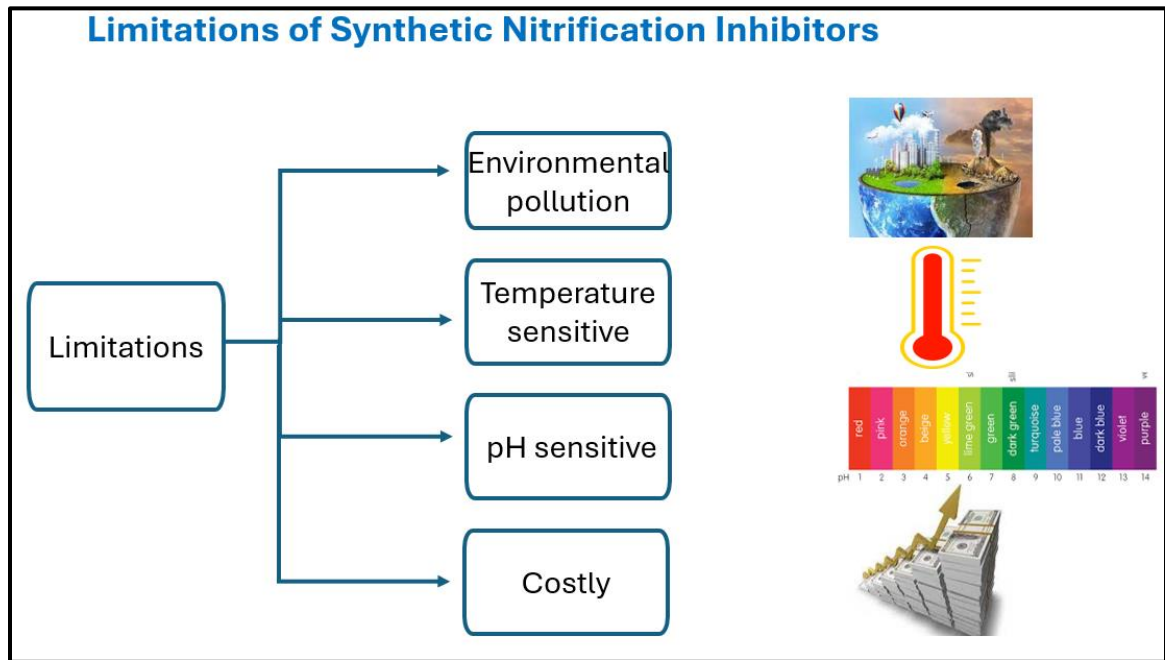 Limitations of Synthetic Nitrification Inhibitors
Limitations
Environmental
pollution
Temperature
sensitive
pH sensitive
Costly
red
pink
orange
beige
yellow
lime green
green
dark green
turquoise
pale blue
blue
dark blue
violet
purple
pH 1 2 3 4 5 6 7 8 9 10 11 12 13 14